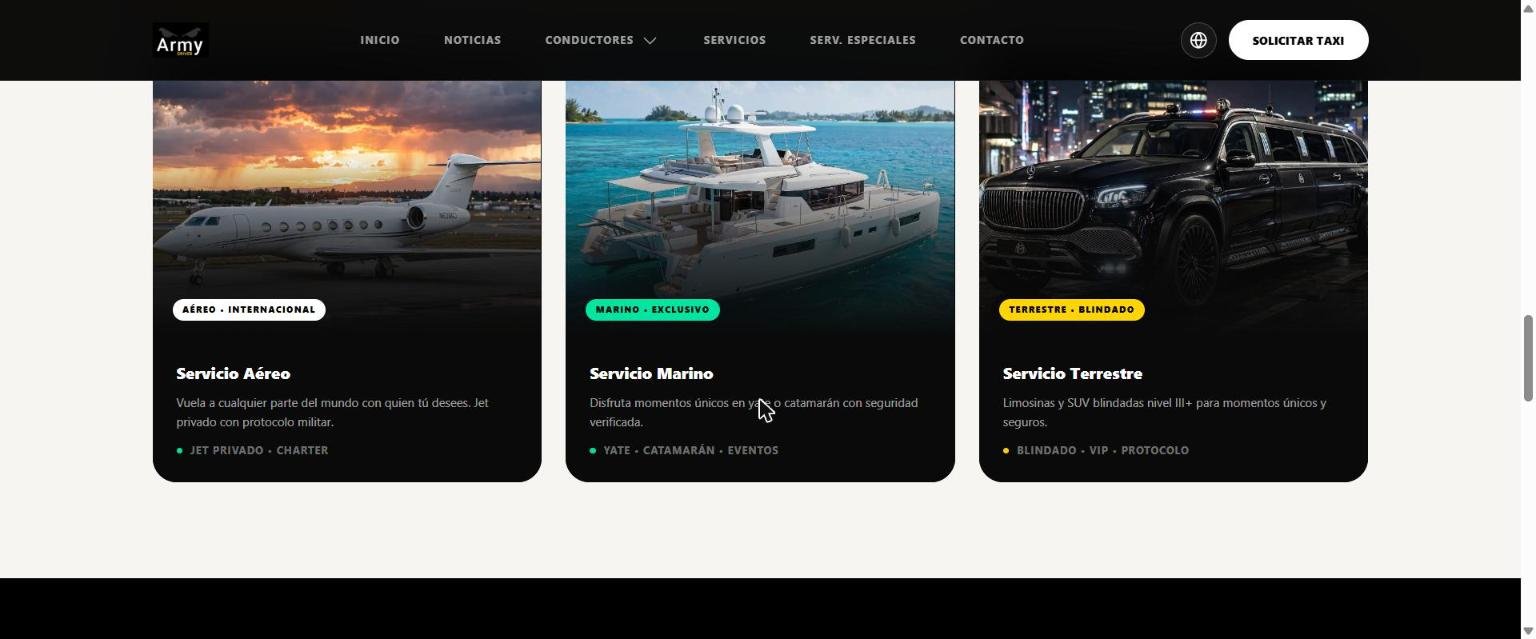 Army
INICIO
NOTICIAS
CONDUCTORES
SERVICIOS
SERV. ESPECIALES
CONTACTO
SOLICITAR TAXI
AÉREO • INTERNACIONAL
Servicio Aéreo
Vuela a cualquier parte del mundo con quien tú desees. Jet
privado con protocolo militar.
JET PRIVADO • CHARTER
MARINO • EXCLUSIVO
Servicio Marino
Disfruta momentos únicos en yate o catamarán con seguridad
verificada.
YATE • CATAMARÁN • EVENTOS
TERRESTRE • BLINDADO
Servicio Terrestre
Limosinas y SUV blindadas nivel III+ para momentos únicos y
seguros.
BLINDADO • VIP • PROTOCOLO